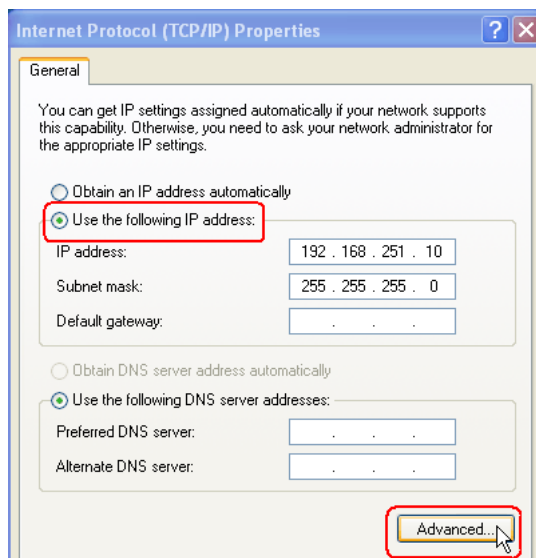 Internet Protocol (TCP/IP) Properties
General
You can get IP settings assigned automatically if your network supports
this capability. Otherwise, you need to ask your network administrator for
the appropriate IP settings.
Obtain an IP address automatically
Use the following IP address:
IP address: 192 . 168 . 251 . 10
Subnet mask: 255 . 255 . 255 . 0
Default gateway: . . .
Obtain DNS server address automatically
Use the following DNS server addresses:
Preferred DNS server: . . .
Alternate DNS server: . . .
Advanced...